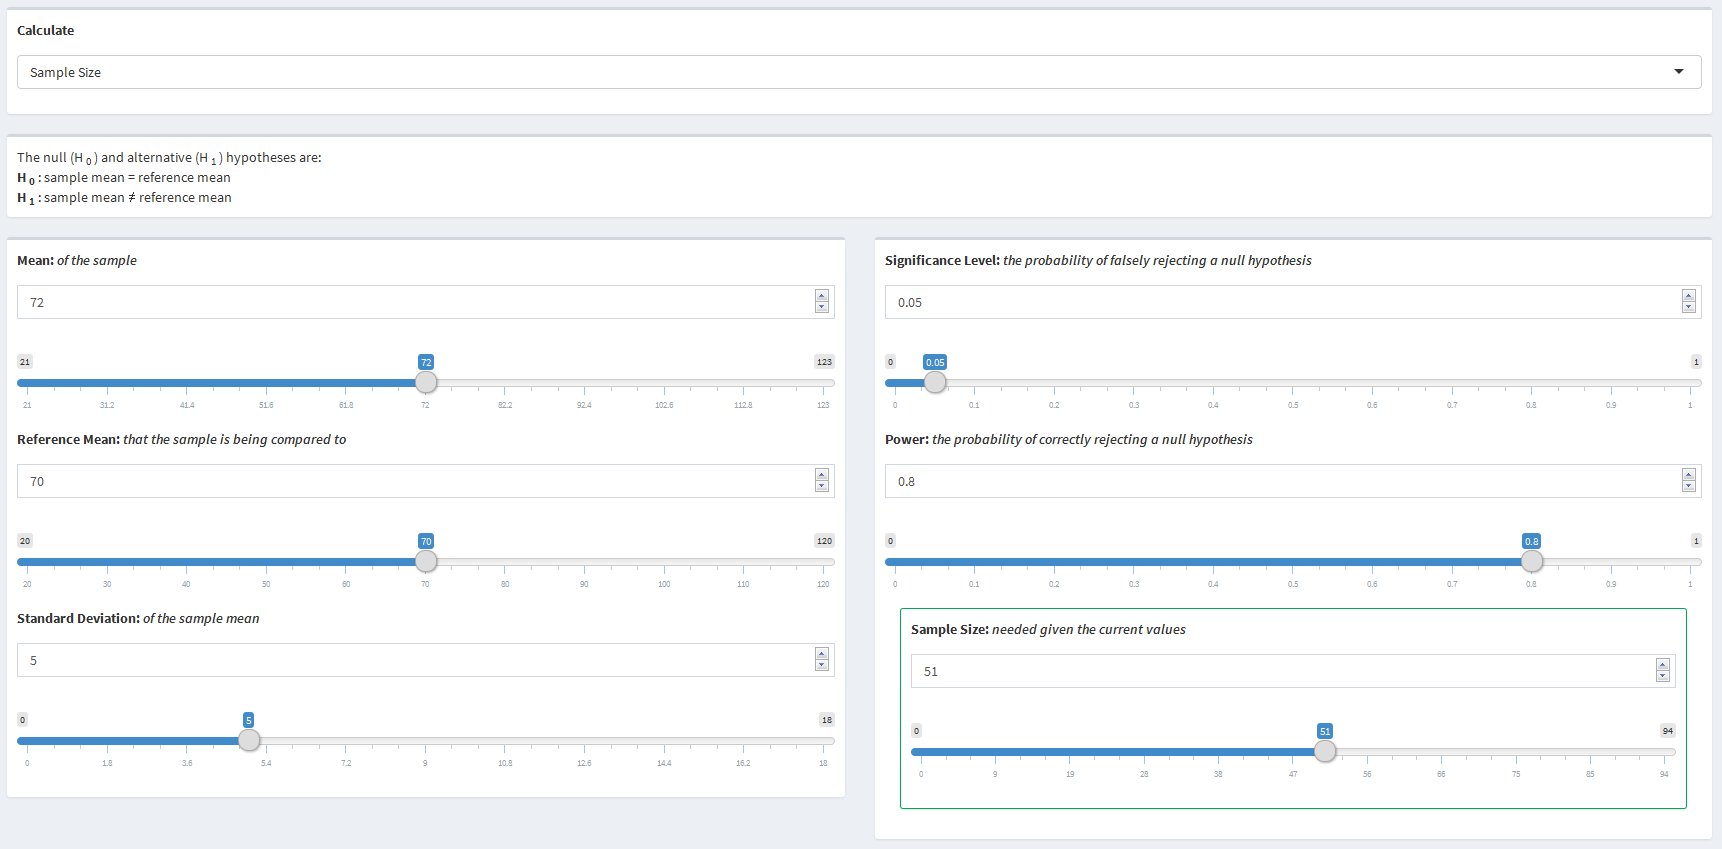 Calculate
Sample Size
The null (H 0 ) and alternative (H 1 ) hypotheses are:
H 0 : sample mean = reference mean
H 1 : sample mean ≠ reference mean
Mean: of the sample
72
21 72 123
21 31.2 41.4 51.6 61.8 72 82.2 92.4 102.6 112.8 123
Reference Mean: that the sample is being compared to
70
20 70 120
20 30 40 50 60 70 80 90 100 110 120
Standard Deviation: of the sample mean
5
0 5 18
0 1.8 3.6 5.4 7.2 9 10.8 12.6 14.4 16.2 18
Significance Level: the probability of falsely rejecting a null hypothesis
0.05
0 0.05 1
0 0.1 0.2 0.3 0.4 0.5 0.6 0.7 0.8 0.9 1
Power: the probability of correctly rejecting a null hypothesis
0.8
0 0.8 1
0 0.1 0.2 0.3 0.4 0.5 0.6 0.7 0.8 0.9 1
Sample Size: needed given the current values
51
0 51 94
0 9 19 28 38 47 56 66 75 85 94